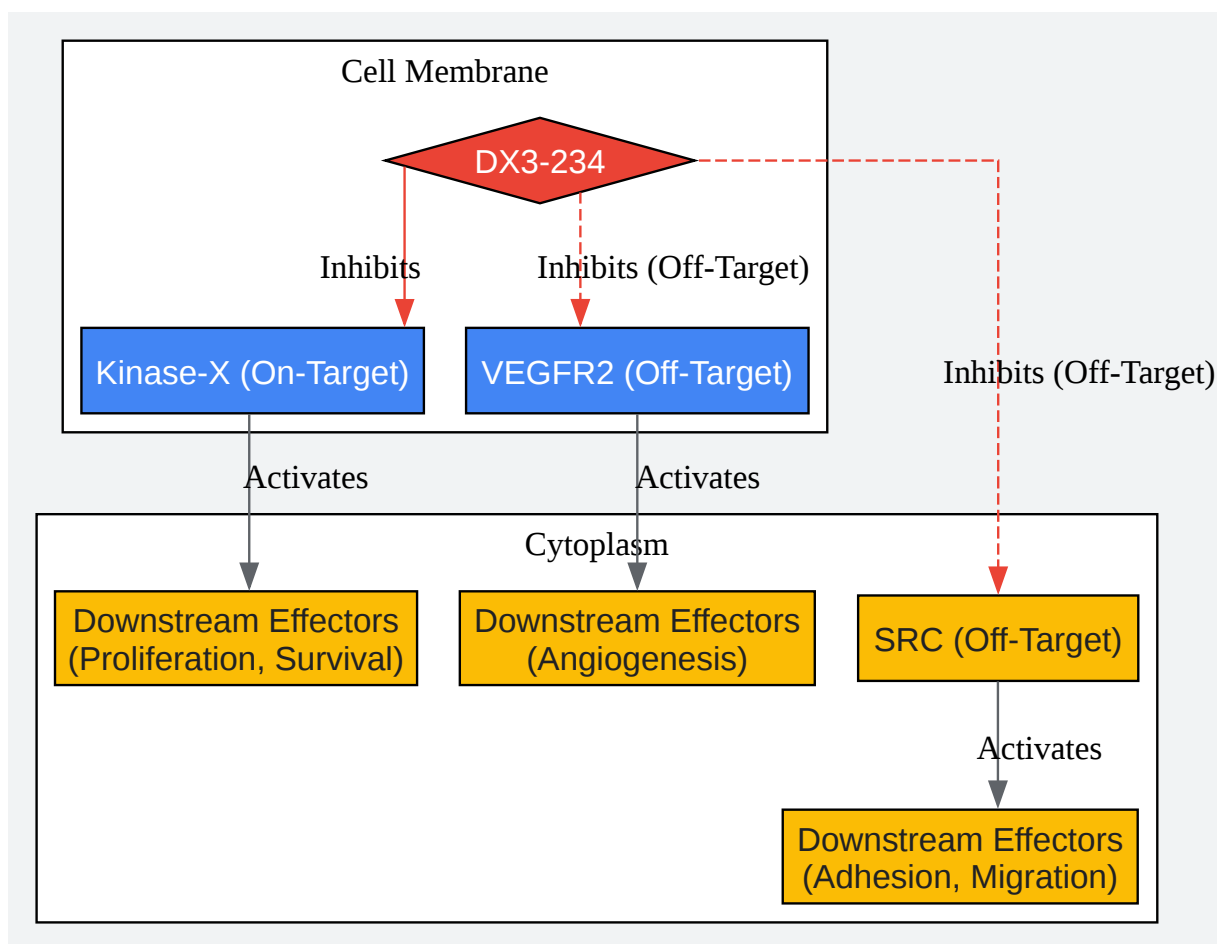 Cell Membrane
DX3-234
Inhibits
Inhibits (Off-Target)
Kinase-X (On-Target)
VEGFR2 (Off-Target)
Inhibits (Off-Target)
Activates
Activates
Cytoplasm
Downstream Effectors
(Proliferation, Survival)
Downstream Effectors
(Angiogenesis)
SRC (Off-Target)
Activates
Downstream Effectors
(Adhesion, Migration)